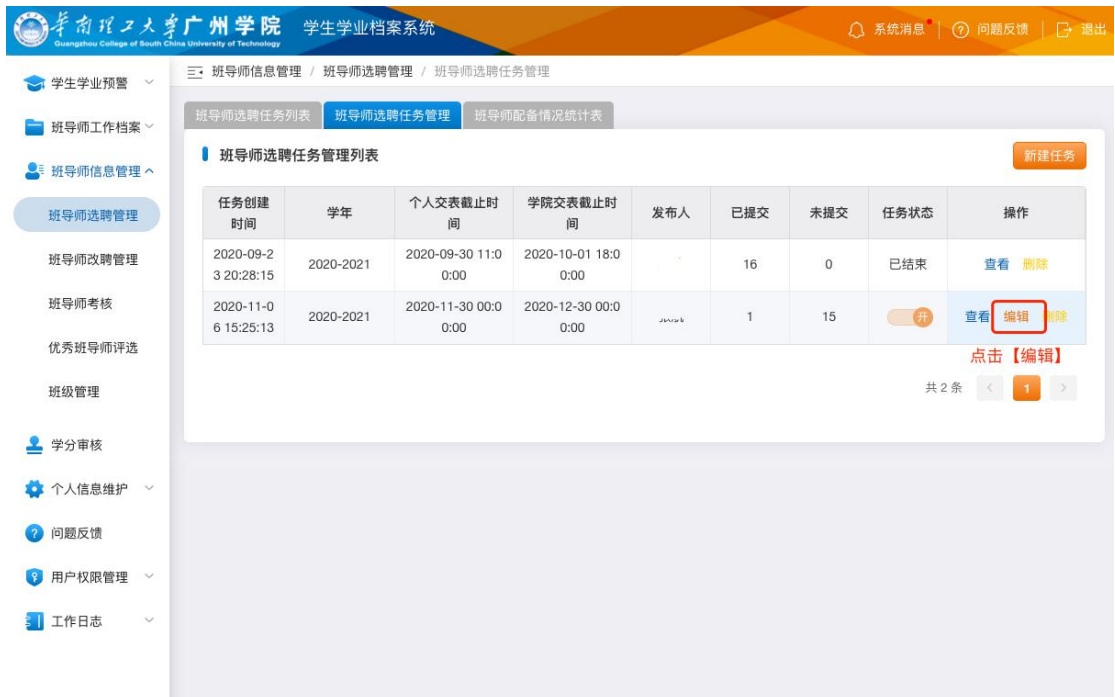 华南理工大学广州学院 学生学业档案系统 系统消息 问题反馈 退出
Guangzhou College of South China University of Technology
学生学业预警
班导师工作档案
班导师信息管理
班导师选聘管理
班导师改聘管理
班导师考核
优秀班导师评选
班级管理
学分审核
个人信息维护
问题反馈
用户权限管理
工作日志
班导师信息管理 / 班导师选聘管理 / 班导师选聘任务管理
班导师选聘任务列表 班导师选聘任务管理 班导师配备情况统计表
班导师选聘任务管理列表 新建任务
任务创建时间 学年 个人交表截止时间 学院交表截止时间 发布人 已提交 未提交 任务状态 操作
2020-09-23 20:28:15 2020-2021 2020-09-30 11:00:00 2020-10-01 18:00:00 16 0 已结束 查看 删除
2020-11-06 15:25:13 2020-2021 2020-11-30 00:00:00 2020-12-30 00:00:00 1 15 开 查看 编辑 删除
点击【编辑】
共 2 条 < 1 >